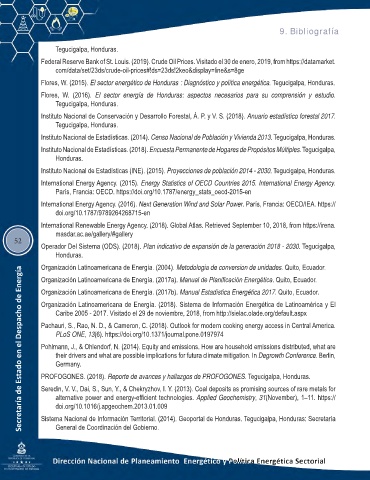 9. Bibliografía
Tegucigalpa, Honduras.
Federal Reserve Bank of St. Louis. (2019). Crude Oil Prices. Visitado el 30 de enero, 2019, from https://datamarket.
com/data/set/23ds/crude-oil-prices#!ds=23ds!2keo&display=line&s=8ge
Flores, W. (2015). El sector energético de Honduras : Diagnóstico y política energética. Tegucigalpa, Honduras.
Flores, W. (2016). El sector energía de Honduras: aspectos necesarios para su comprensión y estudio.
Tegucigalpa, Honduras.
Instituto Nacional de Conservación y Desarrollo Forestal, Á. P. y V. S. (2018). Anuario estadístico forestal 2017.
Tegucigalpa, Honduras.
Instituto Nacional de Estadísticas. (2014). Censo Nacional de Población y Vivienda 2013. Tegucigalpa, Honduras.
Instituto Nacional de Estadísticas. (2018). Encuesta Permanente de Hogares de Propósitos Múltiples. Tegucigalpa,
Honduras.
Instituto Nacional de Estadísticas (INE). (2015). Proyecciones de población 2014 - 2030. Tegucigalpa, Honduras.
International Energy Agency. (2015). Energy Statistics of OECD Countries 2015. International Energy Agency.
París, Francia: OECD. https://doi.org/10.1787/energy_stats_oecd-2015-en
International Energy Agency. (2016). Next Generation Wind and Solar Power. París, Francia: OECD/IEA. https://
doi.org/10.1787/9789264268715-en
International Renewable Energy Agency. (2018). Global Atlas. Retrieved September 10, 2018, from https://irena.
masdar.ac.ae/gallery/#gallery
52
Operador Del Sistema (ODS). (2018). Plan indicativo de expansión de la generación 2018 - 2030. Tegucigalpa,
Honduras.
Organización Latinoamericana de Energía. (2004). Metodología de conversion de unidades. Quito, Ecuador.
Organización Latinoamericana de Energía. (2017a). Manual de Planificación Energética. Quito, Ecuador.
Organización Latinoamericana de Energía. (2017b). Manual Estadística Energética 2017. Quito, Ecuador.
Organización Latinoamericana de Energía. (2018). Sistema de Información Energética de Latinoamérica y El
Caribe 2005 - 2017. Visitado el 29 de noviembre, 2018, from http://sielac.olade.org/default.aspx
Pachauri, S., Rao, N. D., & Cameron, C. (2018). Outlook for modern cooking energy access in Central America.
PLoS ONE, 13(6). https://doi.org/10.1371/journal.pone.0197974
Pohlmann, J., & Ohlendorf, N. (2014). Equity and emissions. How are household emissions distributed, what are
their drivers and what are possible implications for futura climate mitigation. In Degrowth Conference. Berlin,
Germany.
PROFOGONES. (2018). Reporte de avances y hallazgos de PROFOGONES. Tegucigalpa, Honduras.
Seredin, V. V., Dai, S., Sun, Y., & Chekryzhov, I. Y. (2013). Coal deposits as promising sources of rare metals for
alternative power and energy-efficient technologies. Applied Geochemistry, 31(November), 1–11. https://
doi.org/10.1016/j.apgeochem.2013.01.009
Sistema Nacional de Información Territorial. (2014). Geoportal de Honduras. Tegucigalpa, Honduras: Secretaría
General de Coordinación del Gobierno.
Secretaría de Estado en el Despacho de Energía
Dirección Nacional de Planeamiento Energético y Política Energética Sectorial